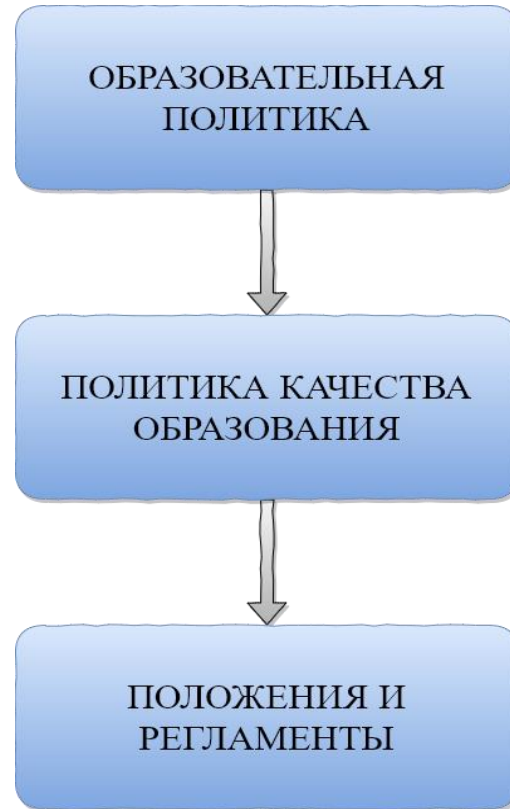 ОБРАЗОВАТЕЛЬНАЯ
ПОЛИТИКА
ПОЛИТИКА КАЧЕСТВА
ОБРАЗОВАНИЯ
ПОЛОЖЕНИЯ И
РЕГЛАМЕНТЫ